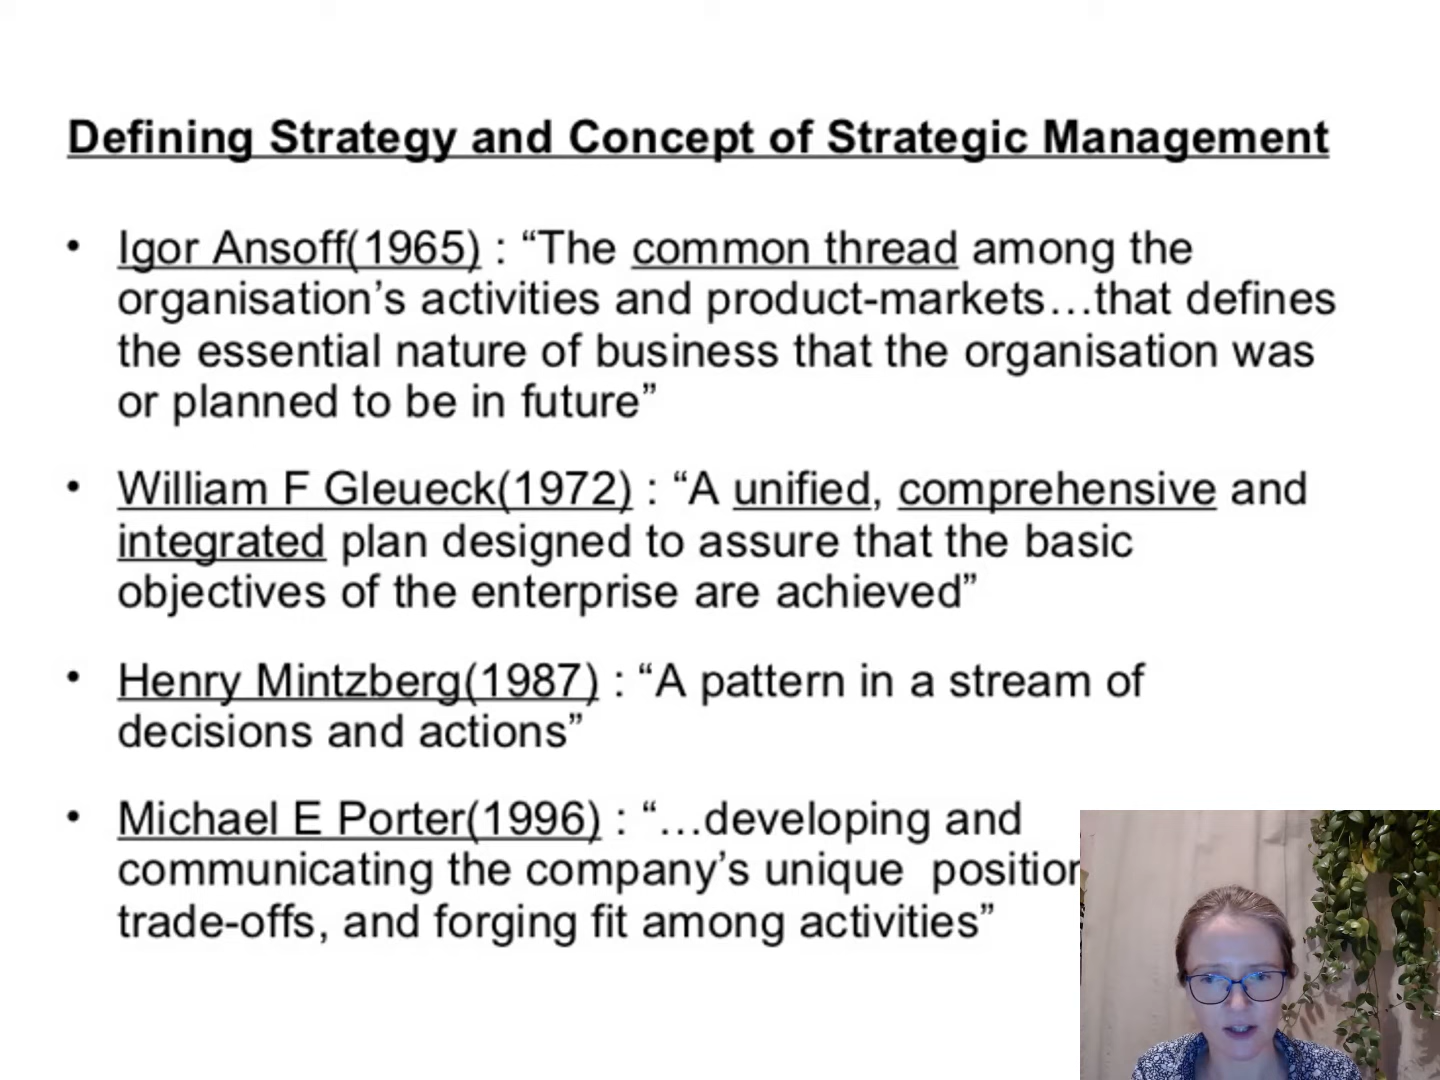 Defining Strategy and Concept of Strategic Management
• Igor Ansoff(1965) : “The common thread among the
organisation’s activities and product-markets…that defines
the essential nature of business that the organisation was
or planned to be in future”
• William F Gleueck(1972) : “A unified, comprehensive and
integrated plan designed to assure that the basic
objectives of the enterprise are achieved”
• Henry Mintzberg(1987) : “A pattern in a stream of
decisions and actions”
• Michael E Porter(1996) : “…developing and
communicating the company’s unique
trade-offs, and forging fit among activities”